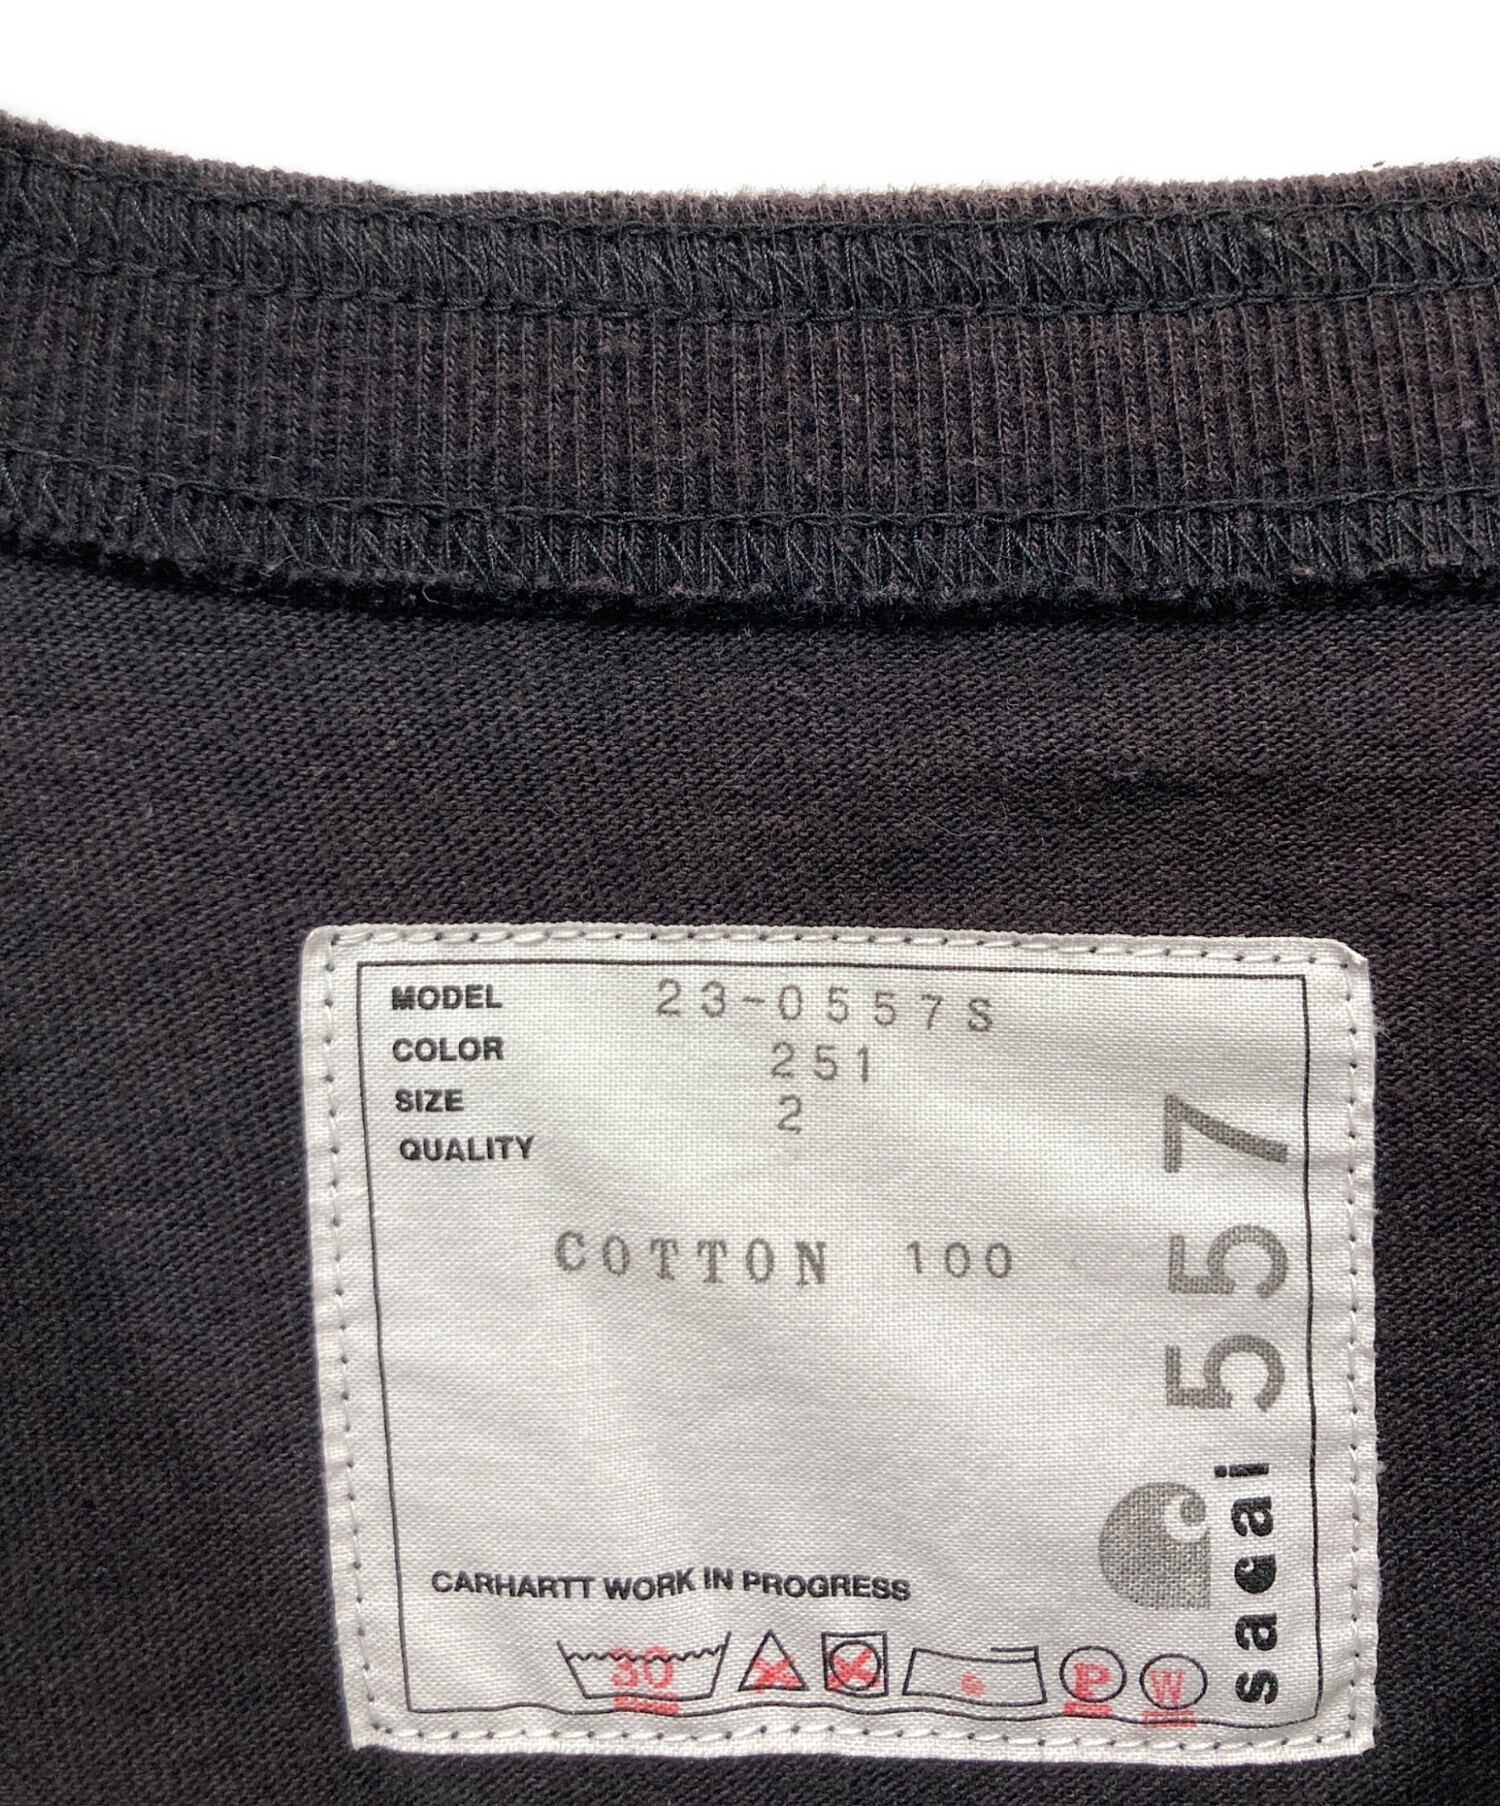 MODEL 23-0557S
COLOR 251
SIZE 2
QUALITY
COTTON 100
CARHARTT WORK IN PROGRESS
30
P
W
sacai 557